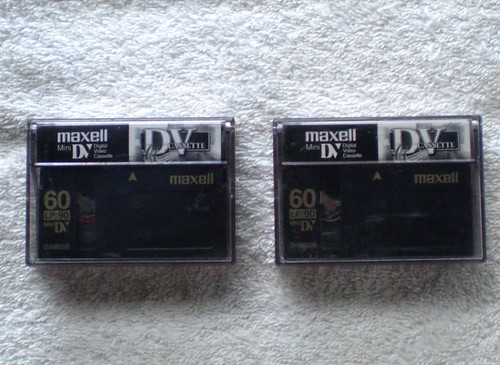 maxell
Mini DV Digital Video Cassette
DV CASSETTE
maxell
60
LP:90
Mini DV
maxell
Mini DV Digital Video Cassette
DV CASSETTE
maxell
60
LP:90
Mini DV